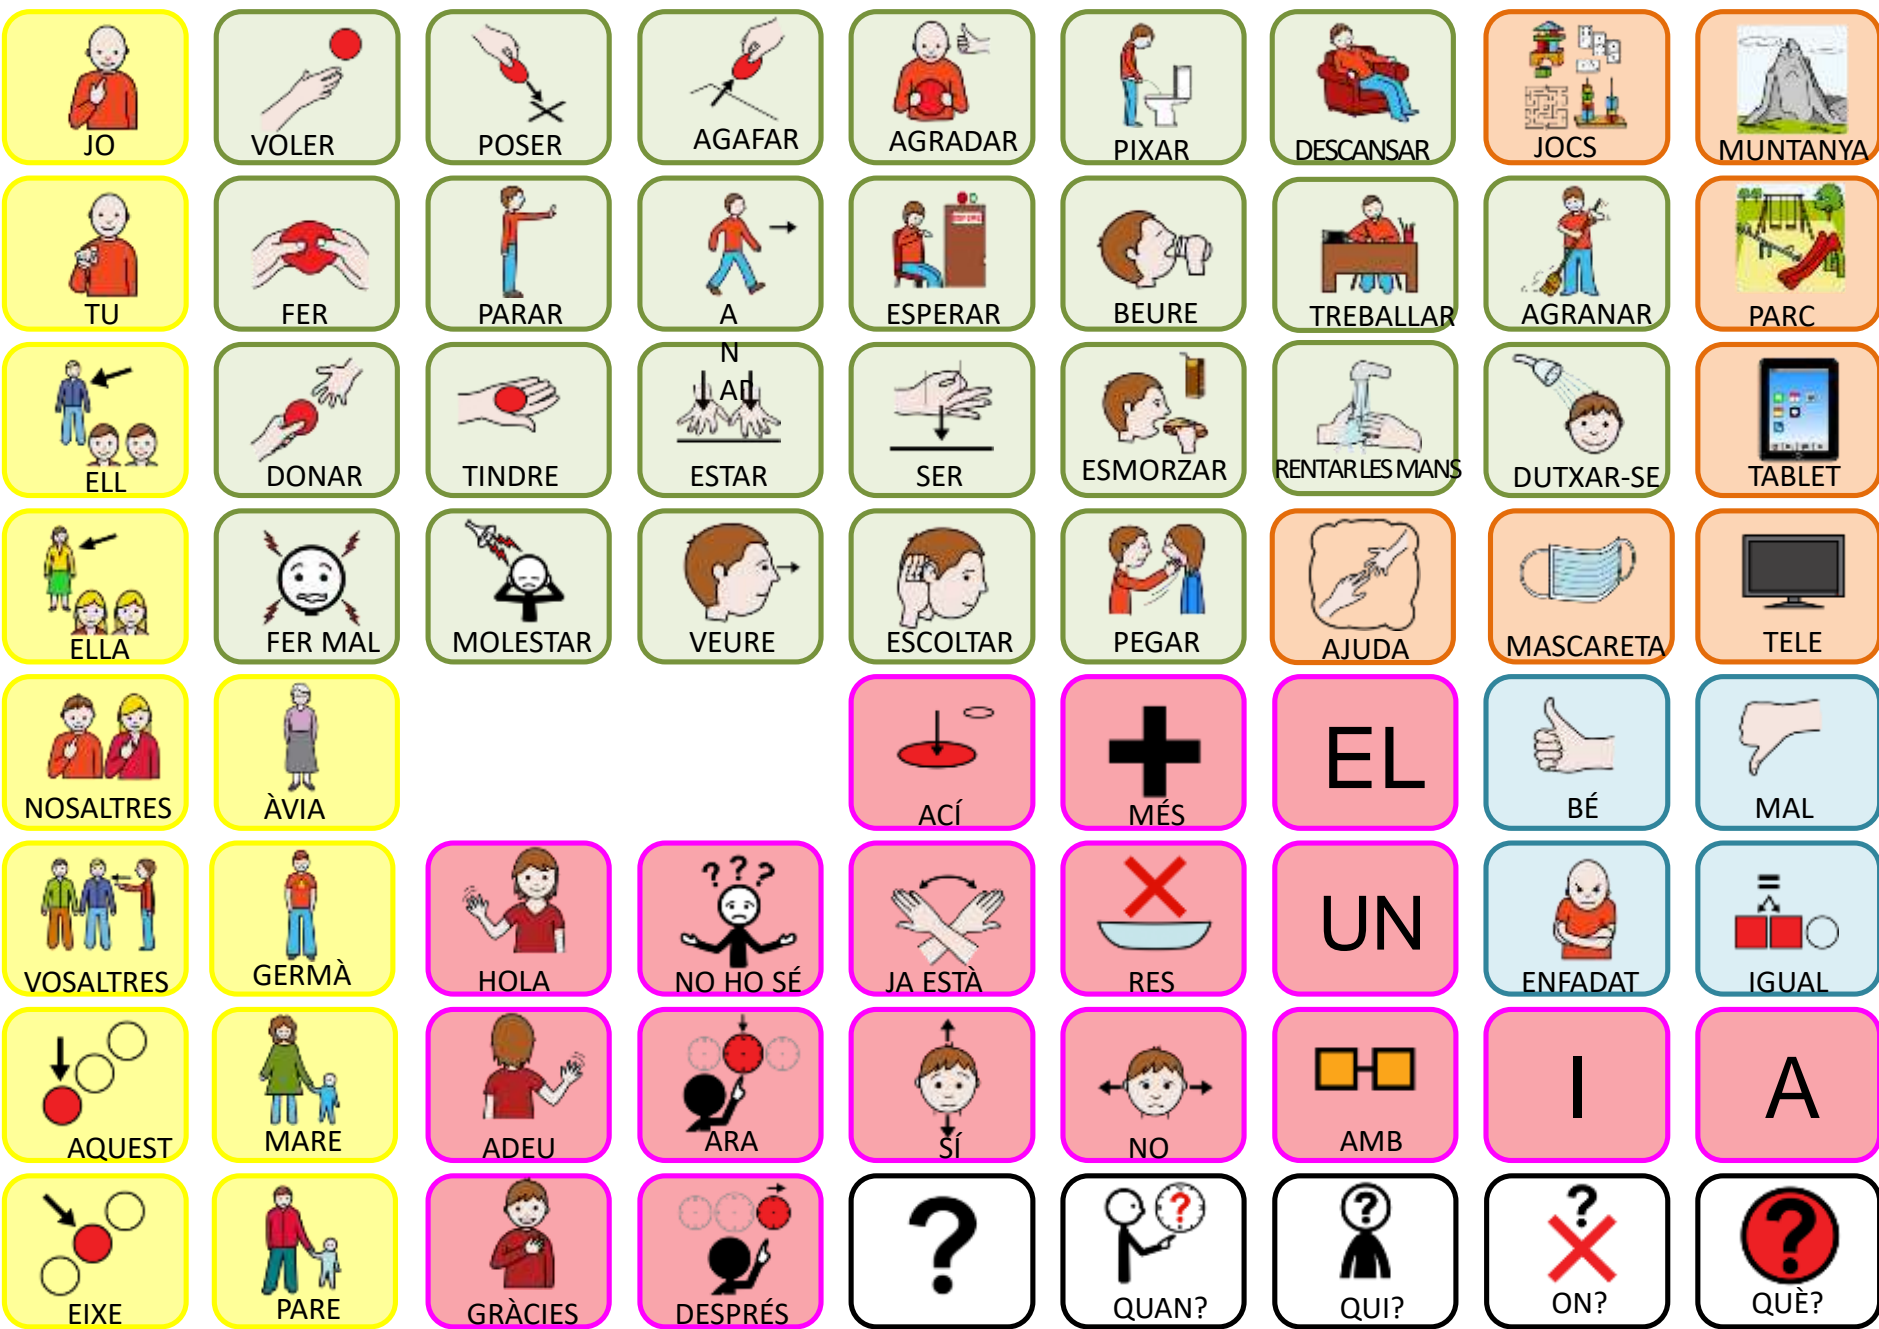 JO
VOLER
POSER
AGAFAR
AGRADAR
PIXAR
DESCANSAR
JOCS
MUNTANYA
TU
FER
PARAR
A
N
AD
ESPERAR
BEURE
TREBALLAR
AGRANAR
PARC
ELL
DONAR
TINDRE
ESTAR
SER
ESMORZAR
RENTAR LES MANS
DUTXAR-SE
TABLET
ELLA
FER MAL
MOLESTAR
VEURE
ESCOLTAR
PEGAR
AJUDA
MASCARETA
TELE
NOSALTRES
ÀVIA
ACÍ
MÉS
EL
BÉ
MAL
VOSALTRES
GERMÀ
HOLA
???
NO HO SÉ
JA ESTÀ
RES
UN
ENFADAT
=
IGUAL
AQUEST
MARE
ADEU
ARA
SÍ
NO
AMB
I
A
EIXE
PARE
GRÀCIES
DESPRÉS
?
?
QUAN?
?
QUI?
?
ON?
?
QUÈ?